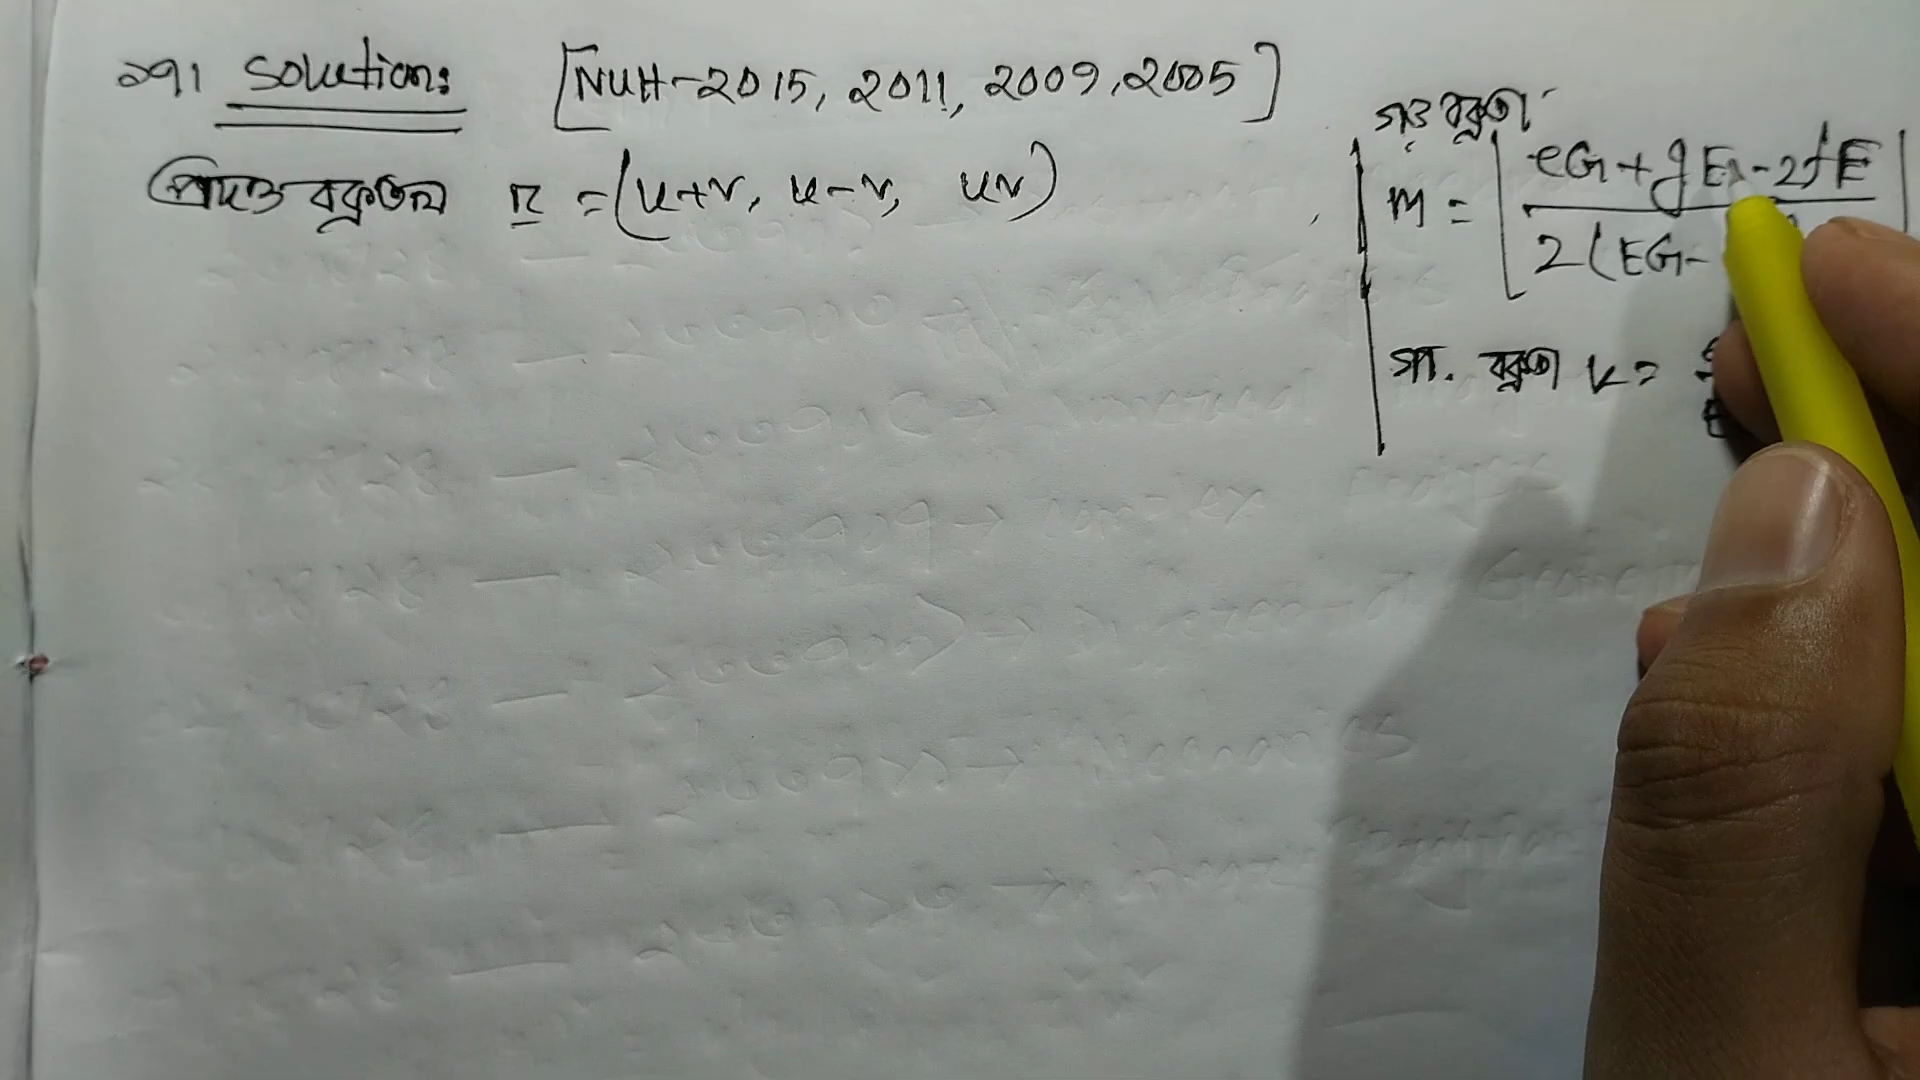 ২৭। Solution: [NUH-2015, 2011, 2009, 2005]
প্রদত্ত বক্রতল r = (u+v, u-v, uv)
গড় বক্রতা
M = eG+gE-2fF
2(EG-
গা. বক্রতা K =